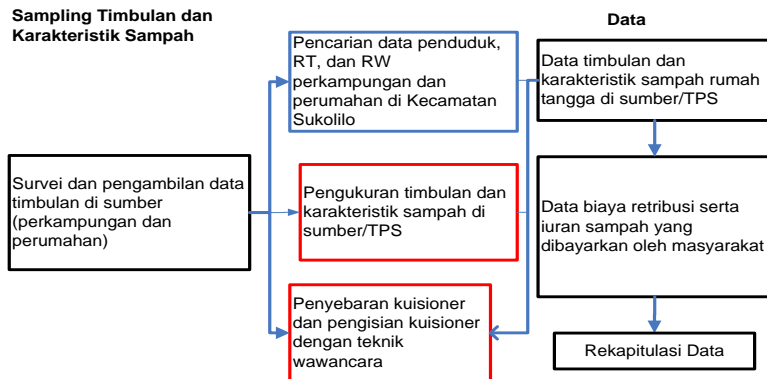 Sampling Timbulan dan
Karakteristik Sampah
Survei dan pengambilan data
timbulan di sumber
(perkampungan dan
perumahan)
Pencarian data penduduk,
RT, dan RW
perkampungan dan
perumahan di Kecamatan
Sukolilo
Pengukuran timbulan dan
karakteristik sampah di
sumber/TPS
Penyebaran kuisioner
dan pengisian kuisioner
dengan teknik
wawancara
Data
Data timbulan dan
karakteristik sampah rumah
tangga di sumber/TPS
Data biaya retribusi serta
iuran sampah yang
dibayarkan oleh masyarakat
Rekapitulasi Data